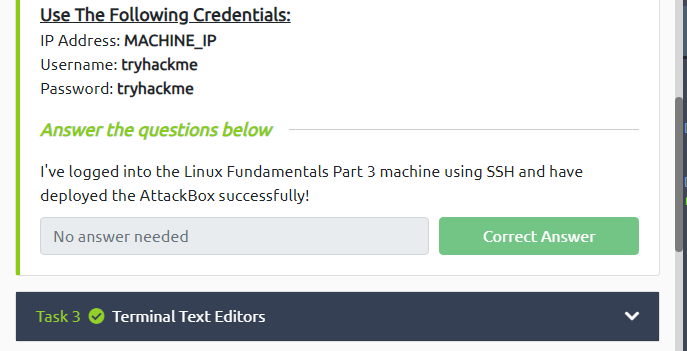 Use The Following Credentials:
IP Address: MACHINE_IP
Username: tryhackme
Password: tryhackme
Answer the questions below
I've logged into the Linux Fundamentals Part 3 machine using SSH and have
deployed the AttackBox successfully!
No answer needed
Correct Answer
Task 3 Terminal Text Editors